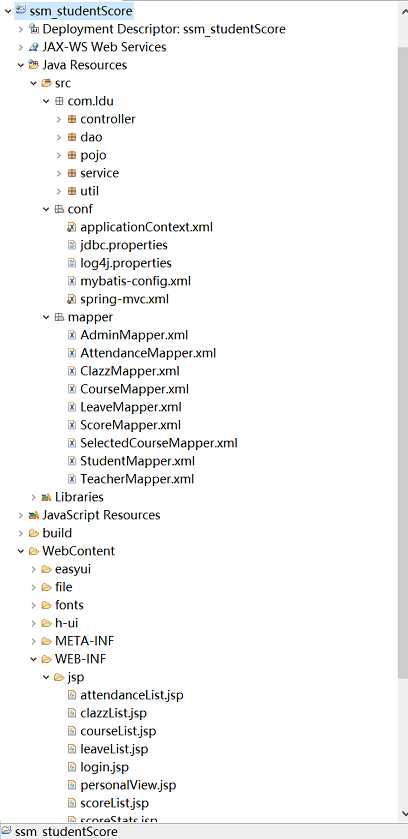 ssm_studentScore
Deployment Descriptor: ssm_studentScore
JAX-WS Web Services
Java Resources
src
com.ldu
controller
dao
pojo
service
util
conf
applicationContext.xml
jdbc.properties
log4j.properties
mybatis-config.xml
spring-mvc.xml
mapper
AdminMapper.xml
AttendanceMapper.xml
ClazzMapper.xml
CourseMapper.xml
LeaveMapper.xml
ScoreMapper.xml
SelectedCourseMapper.xml
StudentMapper.xml
TeacherMapper.xml
Libraries
JavaScript Resources
build
WebContent
easyui
file
fonts
h-ui
META-INF
WEB-INF
jsp
attendanceList.jsp
clazzList.jsp
courseList.jsp
leaveList.jsp
login.jsp
personalView.jsp
scoreList.jsp
scoreStats.jsp
ssm_studentScore